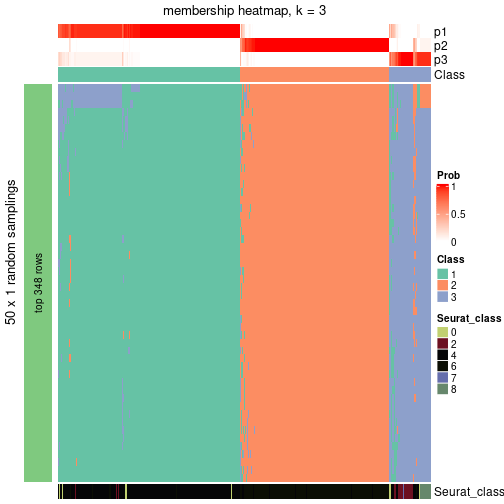 membership heatmap, k = 3
p1
p2
p3
Class
50 x 1 random samplings
top 348 rows
Prob
1
0.5
0
Class
1
2
3
Seurat_class
0
2
4
6
7
8
Seurat_class